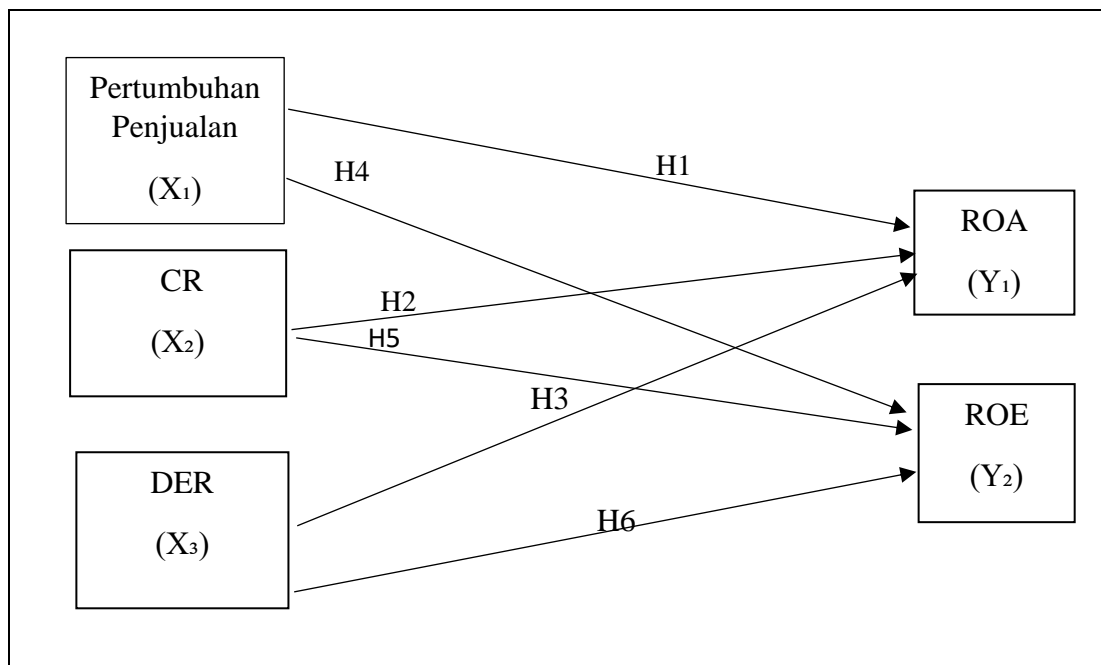 Pertumbuhan
Penjualan
(X₁)
H1
H4
ROA
(Y₁)
CR
(X₂)
H2
H5
H3
ROE
(Y₂)
DER
(X₃)
H6